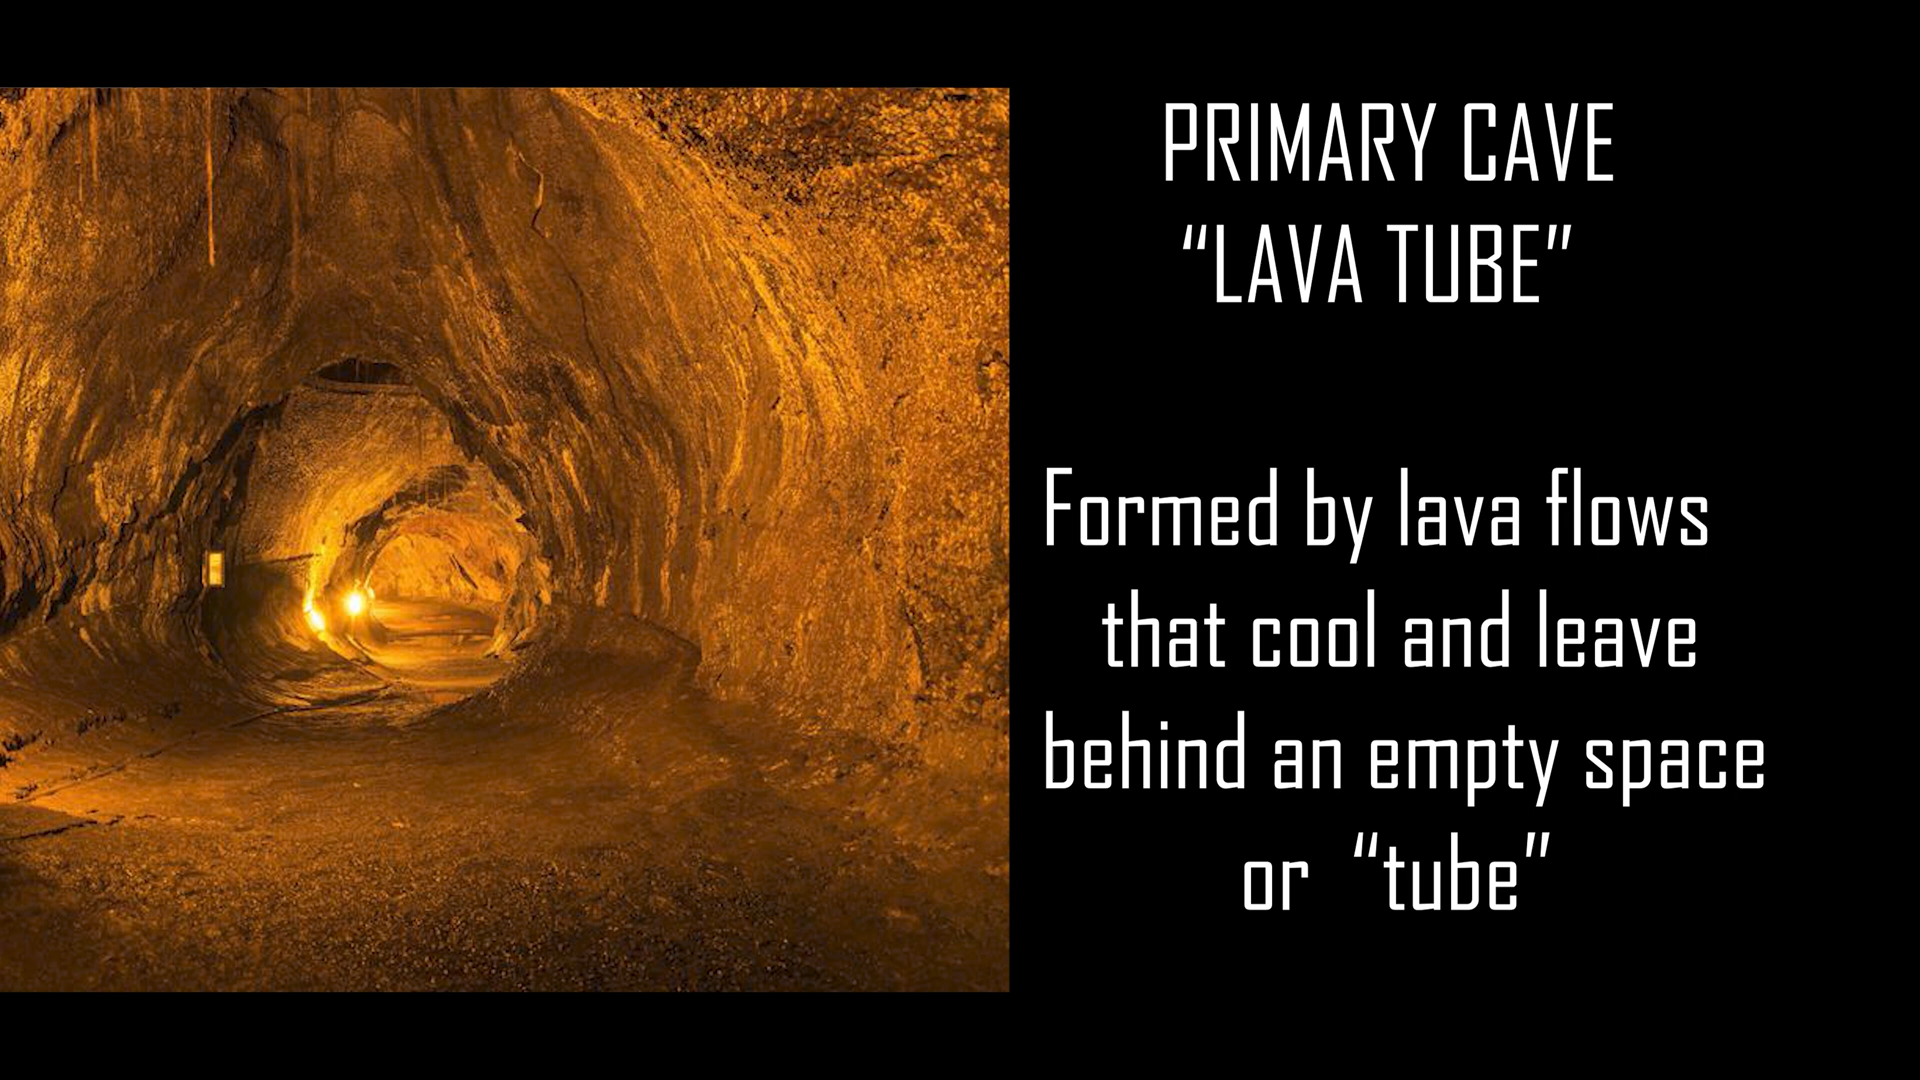 PRIMARY CAVE
“LAVA TUBE”
Formed by lava flows
that cool and leave
behind an empty space
or “tube”